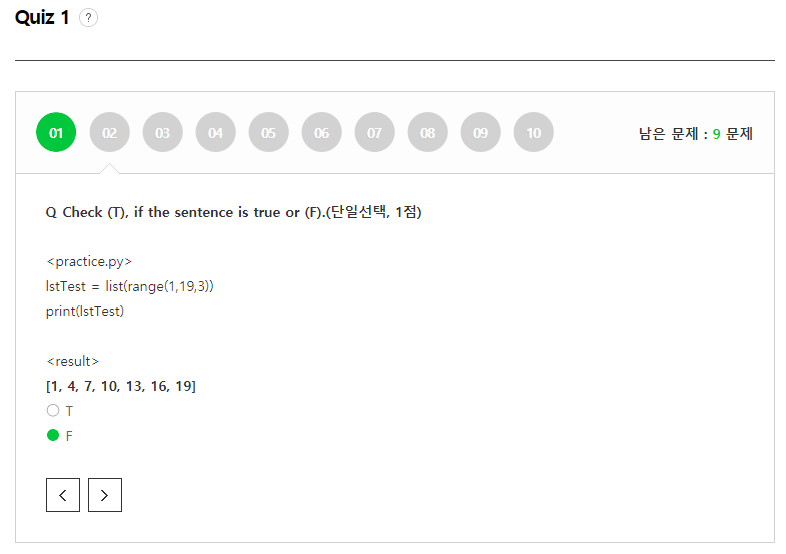 Quiz 1 ?
01 02 03 04 05 06 07 08 09 10 남은 문제 : 9 문제
Q Check (T), if the sentence is true or (F).(단일선택, 1점)
<practice.py>
lstTest = list(range(1,19,3))
print(lstTest)
<result>
[1, 4, 7, 10, 13, 16, 19]
T
F